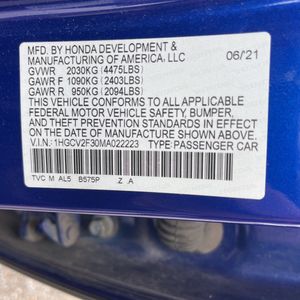 MFD. BY HONDA DEVELOPMENT &
MANUFACTURING OF AMERICA, LLC 06/21
GVWR 2030KG (4475LBS)
GAWR F 1090KG (2403LBS)
GAWR R 950KG (2094LBS)
THIS VEHICLE CONFORMS TO ALL APPLICABLE
FEDERAL MOTOR VEHICLE SAFETY, BUMPER,
AND THEFT PREVENTION STANDARDS IN EFFECT
ON THE DATE OF MANUFACTURE SHOWN ABOVE.
V.I.N.: 1HGCV2F30MA022223 TYPE: PASSENGER CAR
TVC M AL5 B575P Z A